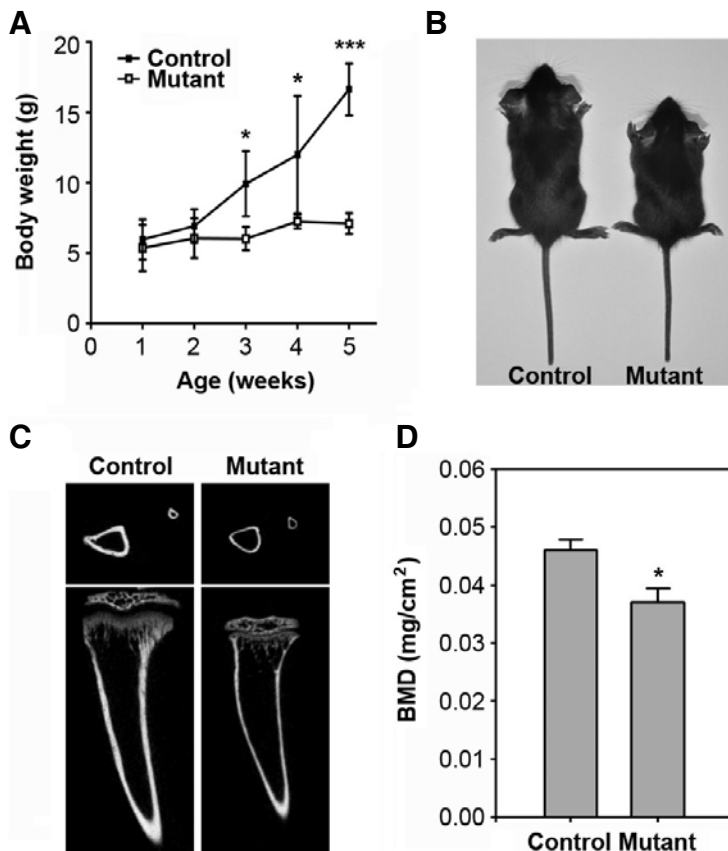 A
Body weight (g)
20
15
10
5
0
Control
Mutant
*
*
***
0 1 2 3 4 5
Age (weeks)
B
Control Mutant
C
Control Mutant
D
BMD (mg/cm²)
0.06
0.05
0.04
0.03
0.02
0.01
0.00
*
Control Mutant